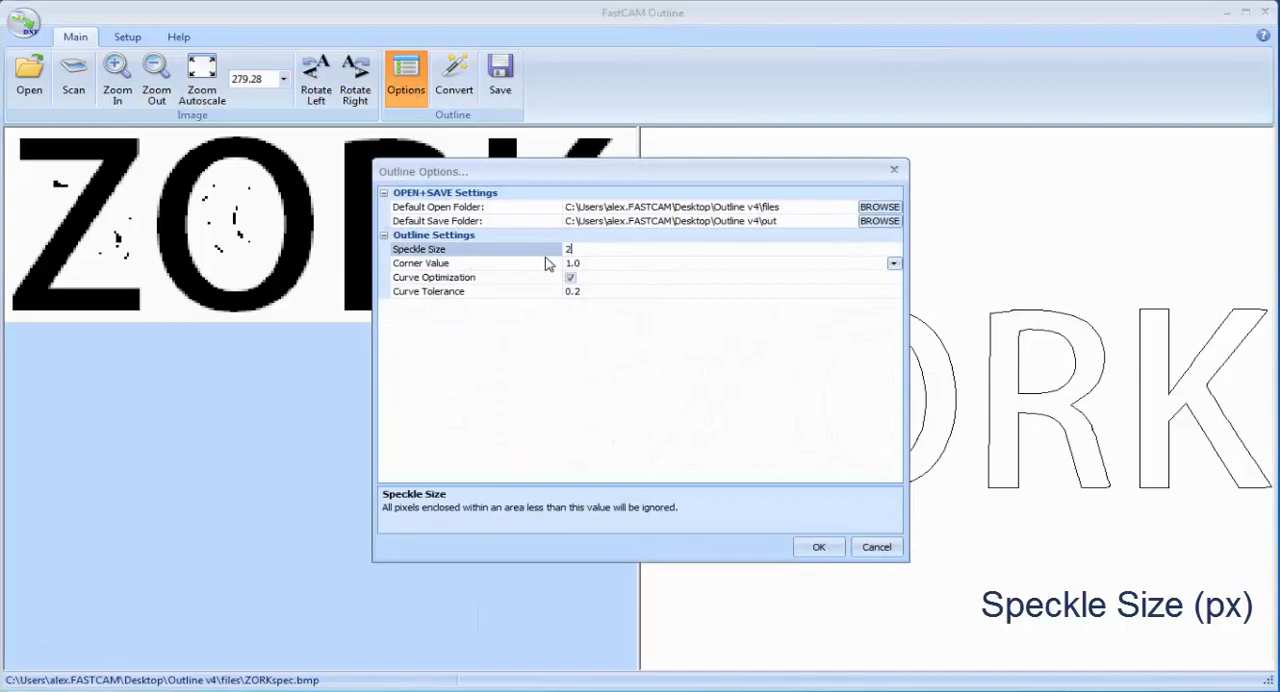 FastCAM Outline
Main Setup Help
Open Scan Zoom In Zoom Out Zoom Autoscale 279.28 Rotate Left Rotate Right Options Convert Save
Image Outline
ZORK
Outline Options...
OPEN+SAVE Settings
Default Open Folder: C:\Users\alex.FASTCAM\Desktop\Outline v4\files BROWSE
Default Save Folder: C:\Users\alex.FASTCAM\Desktop\Outline v4\out BROWSE
Outline Settings
Speckle Size 2
Corner Value 1.0
Curve Optimization
Curve Tolerance 0.2
ORK
Speckle Size
All pixels enclosed within an area less than this value will be ignored.
OK Cancel
Speckle Size (px)
C:\Users\alex.FASTCAM\Desktop\Outline v4\files\ZORKspec.bmp